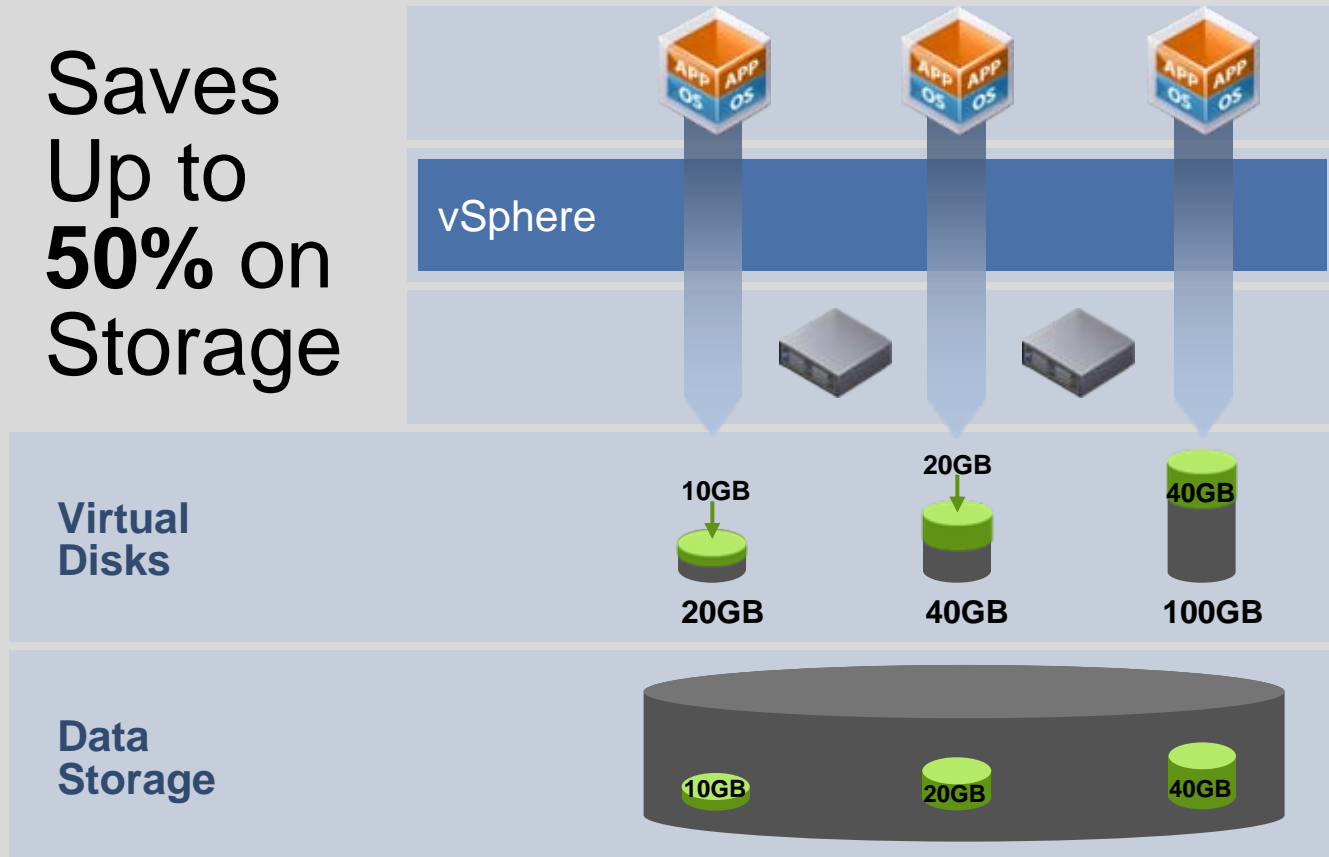 Saves
Up to
50% on
Storage
APP APP
OS OS
APP APP
OS OS
APP APP
OS OS
vSphere
Virtual
Disks
10GB
20GB
40GB
20GB
40GB
100GB
Data
Storage
10GB
20GB
40GB